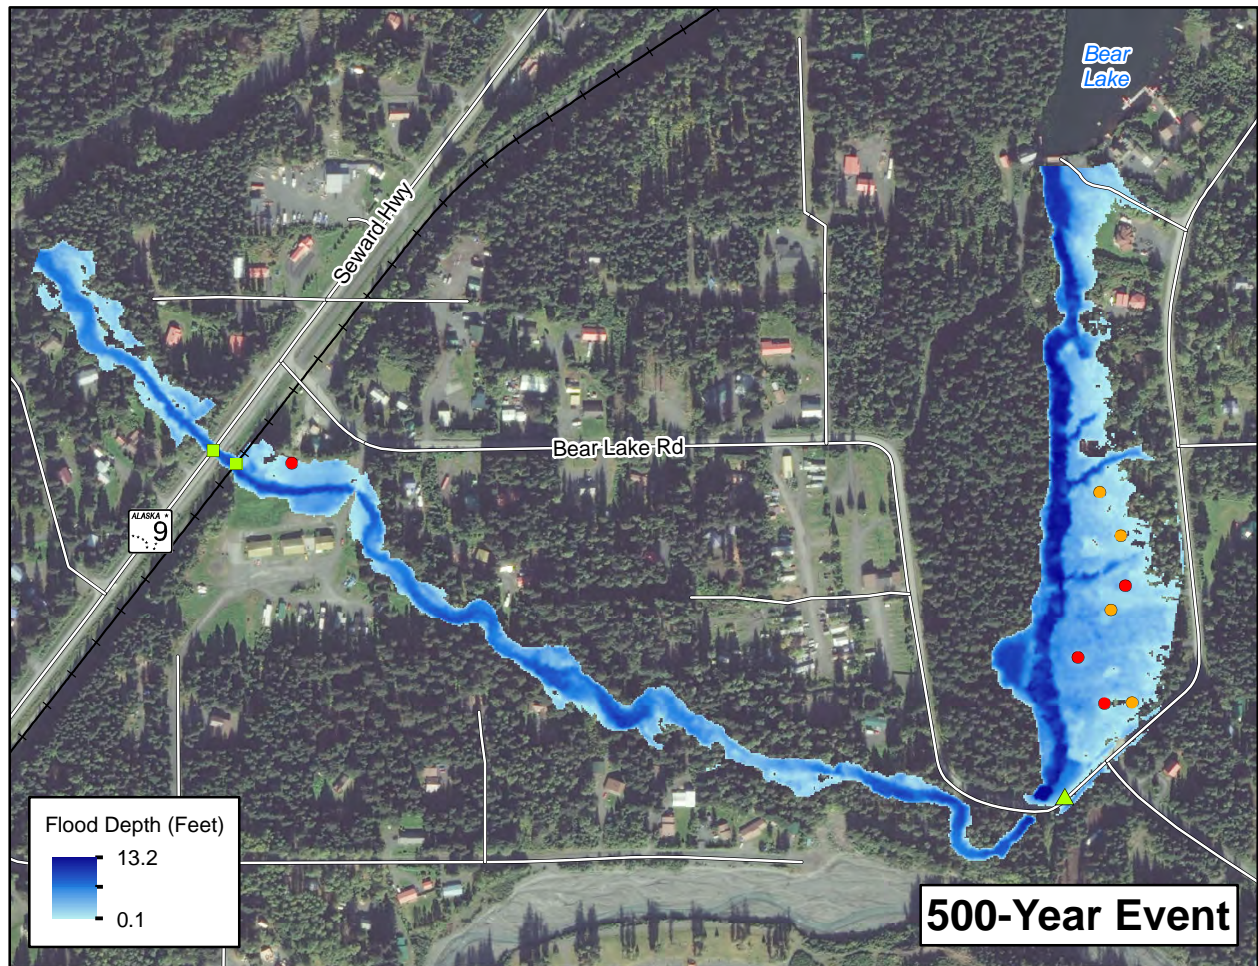 Bear
Lake
Seward Hwy
Bear Lake Rd
ALASKA
9
Flood Depth (Feet)
13.2
0.1
500-Year Event